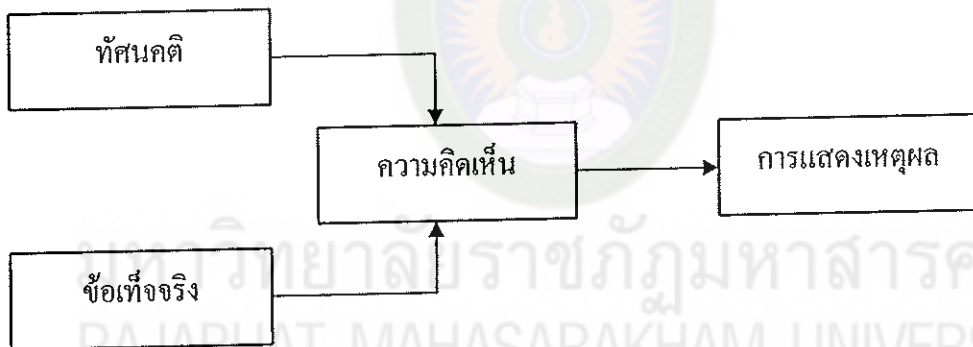 ทัศนคติ
ความคิดเห็น
การแสดงเหตุผล
ข้อเท็จจริง
มหาวิทยาลัยราชภัฏมหาสารค
RAJABHAT MAHASARAKHAM UNIVER